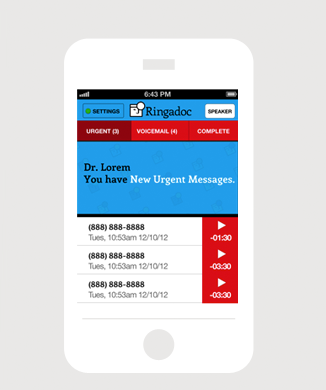 6:43 PM
SETTINGS Ringadoc SPEAKER
URGENT (3) VOICEMAIL (4) COMPLETE
Dr. Lorem
You have New Urgent Messages.
(888) 888-8888
Tues, 10:53am 12/10/12
-01:30
(888) 888-8888
Tues, 10:53am 12/10/12
-03:30
(888) 888-8888
Tues, 10:53am 12/10/12
-03:30